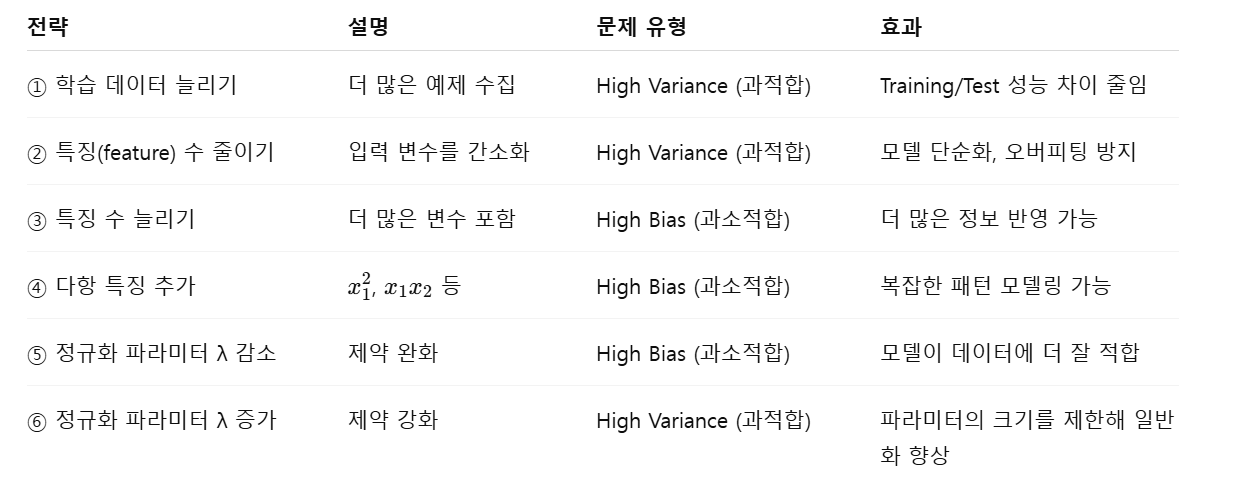 전략 설명 문제 유형 효과
① 학습 데이터 늘리기 더 많은 예제 수집 High Variance (과적합) Training/Test 성능 차이 줄임
② 특징(feature) 수 줄이기 입력 변수를 간소화 High Variance (과적합) 모델 단순화, 오버피팅 방지
③ 특징 수 늘리기 더 많은 변수 포함 High Bias (과소적합) 더 많은 정보 반영 가능
④ 다항 특징 추가 x₁², x₁x₂ 등 High Bias (과소적합) 복잡한 패턴 모델링 가능
⑤ 정규화 파라미터 λ 감소 제약 완화 High Bias (과소적합) 모델이 데이터에 더 잘 적합
⑥ 정규화 파라미터 λ 증가 제약 강화 High Variance (과적합) 파라미터의 크기를 제한해 일반
화 향상